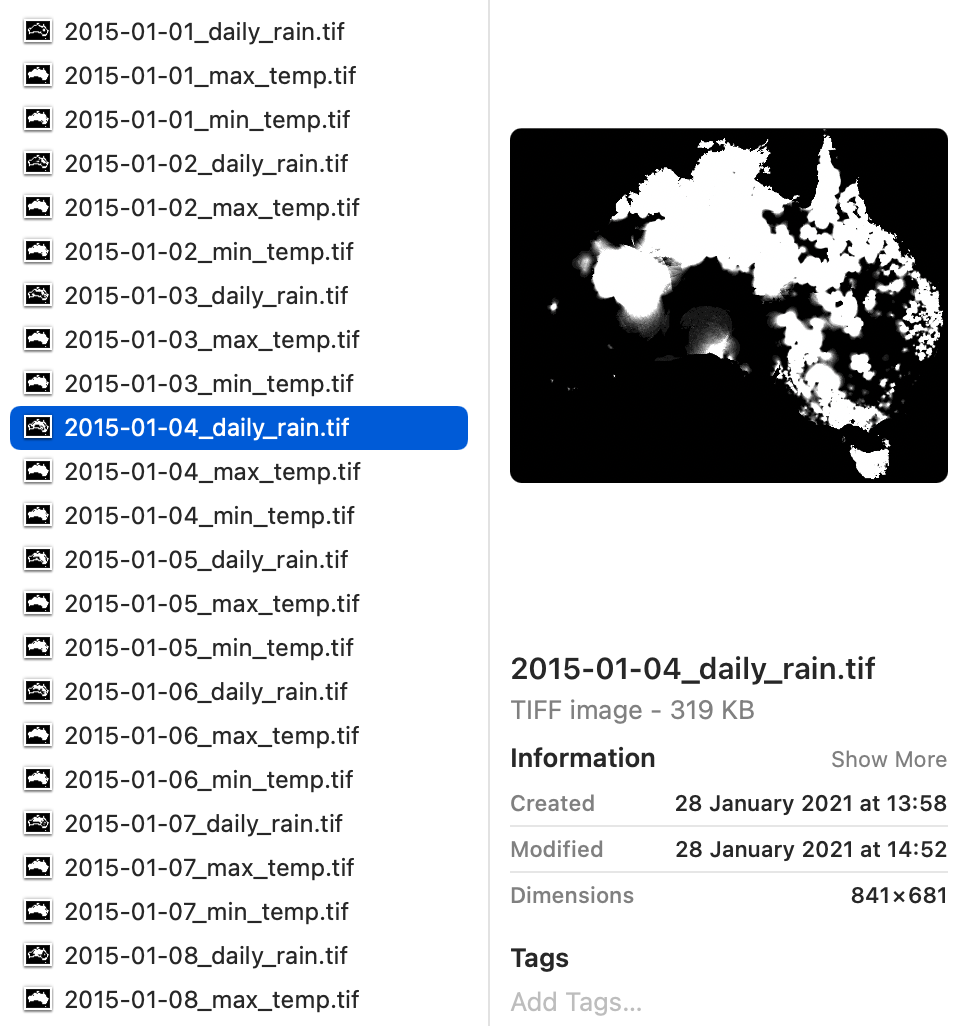 2015-01-01_daily_rain.tif
2015-01-01_max_temp.tif
2015-01-01_min_temp.tif
2015-01-02_daily_rain.tif
2015-01-02_max_temp.tif
2015-01-02_min_temp.tif
2015-01-03_daily_rain.tif
2015-01-03_max_temp.tif
2015-01-03_min_temp.tif
2015-01-04_daily_rain.tif
2015-01-04_max_temp.tif
2015-01-04_min_temp.tif
2015-01-05_daily_rain.tif
2015-01-05_max_temp.tif
2015-01-05_min_temp.tif
2015-01-06_daily_rain.tif
2015-01-06_max_temp.tif
2015-01-06_min_temp.tif
2015-01-07_daily_rain.tif
2015-01-07_max_temp.tif
2015-01-07_min_temp.tif
2015-01-08_daily_rain.tif
2015-01-08_max_temp.tif
2015-01-04_daily_rain.tif
TIFF image - 319 KB
Information Show More
Created 28 January 2021 at 13:58
Modified 28 January 2021 at 14:52
Dimensions 841×681
Tags
Add Tags...